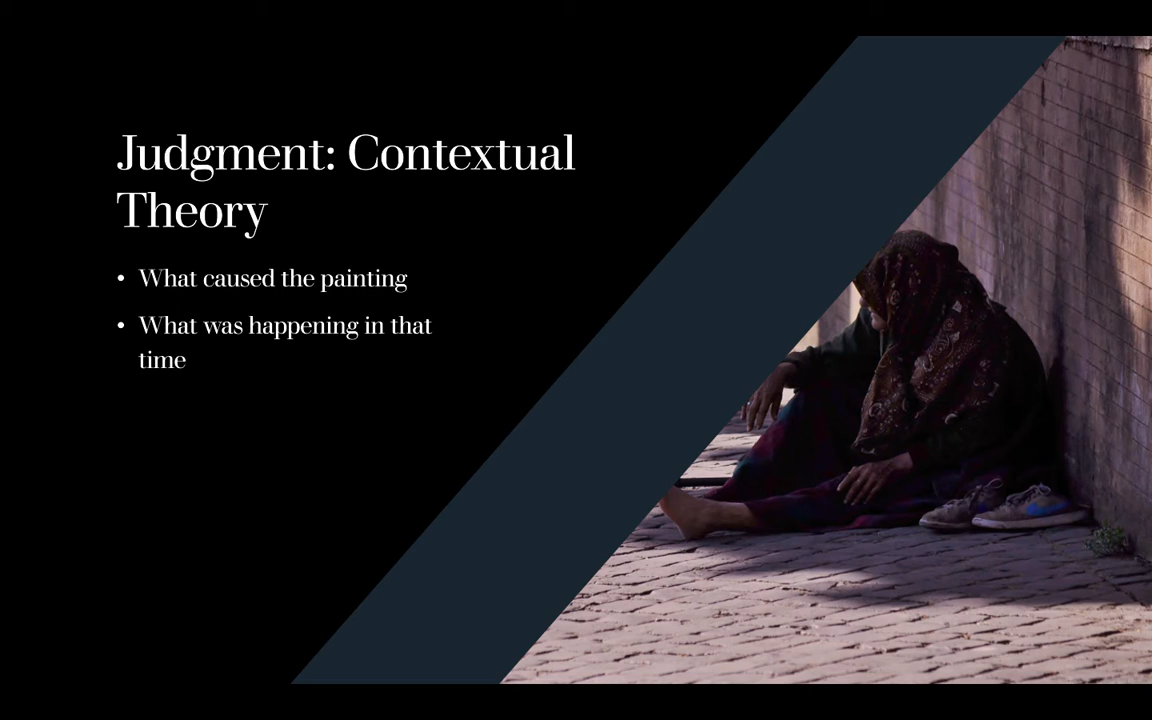 Judgment: Contextual
Theory
• What caused the painting
• What was happening in that
time